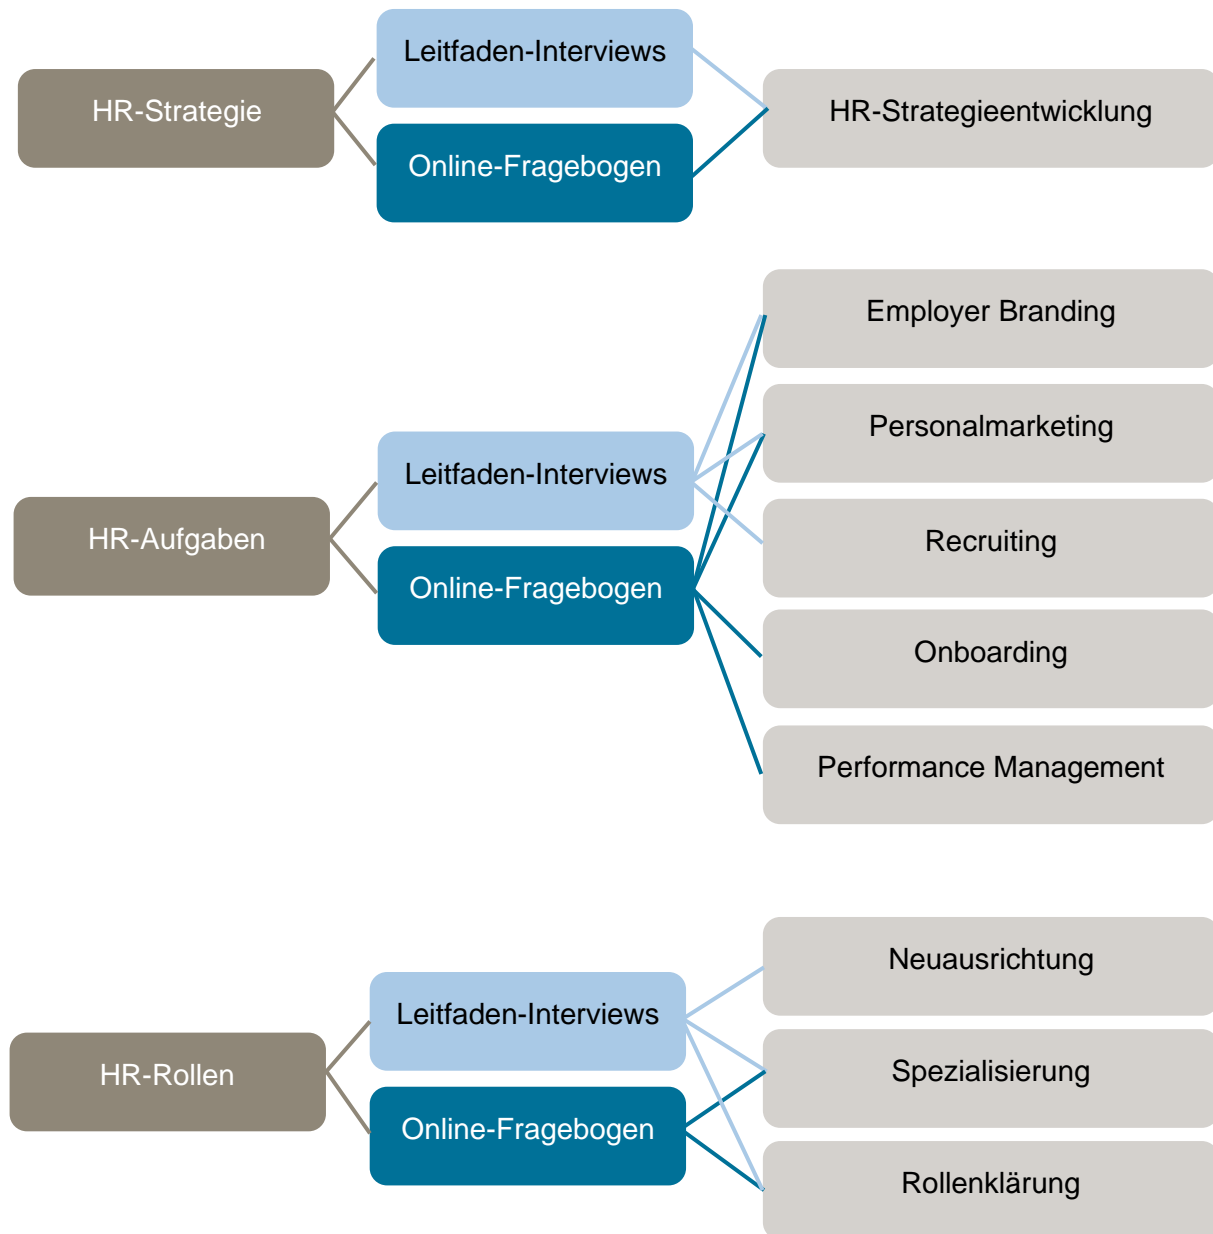 Leitfaden-Interviews
HR-Strategie
HR-Strategieentwicklung
Online-Fragebogen
Employer Branding
Personalmarketing
Leitfaden-Interviews
HR-Aufgaben
Recruiting
Online-Fragebogen
Onboarding
Performance Management
Neuausrichtung
Leitfaden-Interviews
HR-Rollen
Spezialisierung
Online-Fragebogen
Rollenklärung